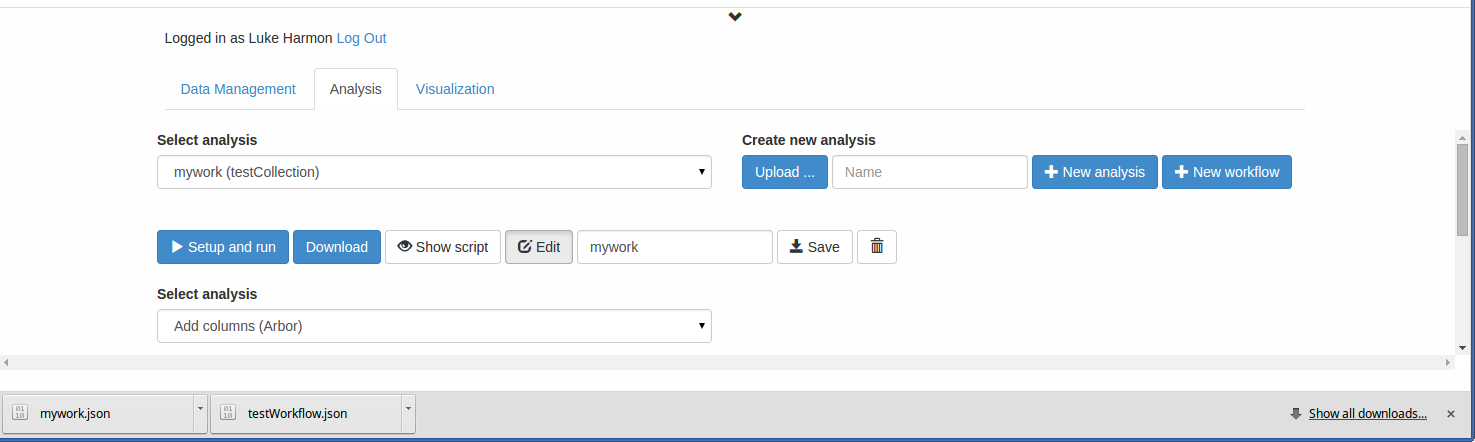 Logged in as Luke Harmon Log Out
Data Management Analysis Visualization
Select analysis
mywork (testCollection)
Create new analysis
Upload ... Name New analysis New workflow
Setup and run Download Show script Edit mywork Save
Select analysis
Add columns (Arbor)
mywork.json testWorkflow.json Show all downloads...